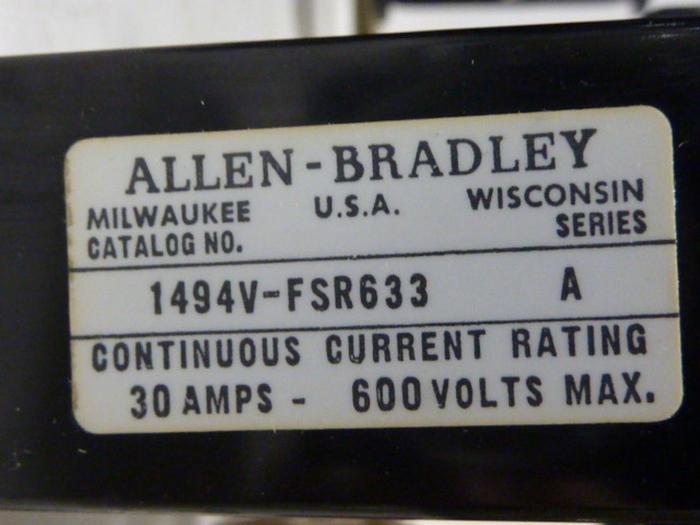 ALLEN-BRADLEY
MILWAUKEE U.S.A. WISCONSIN
CATALOG NO. SERIES
1494V-FSR633 A
CONTINUOUS CURRENT RATING
30 AMPS - 600 VOLTS MAX.